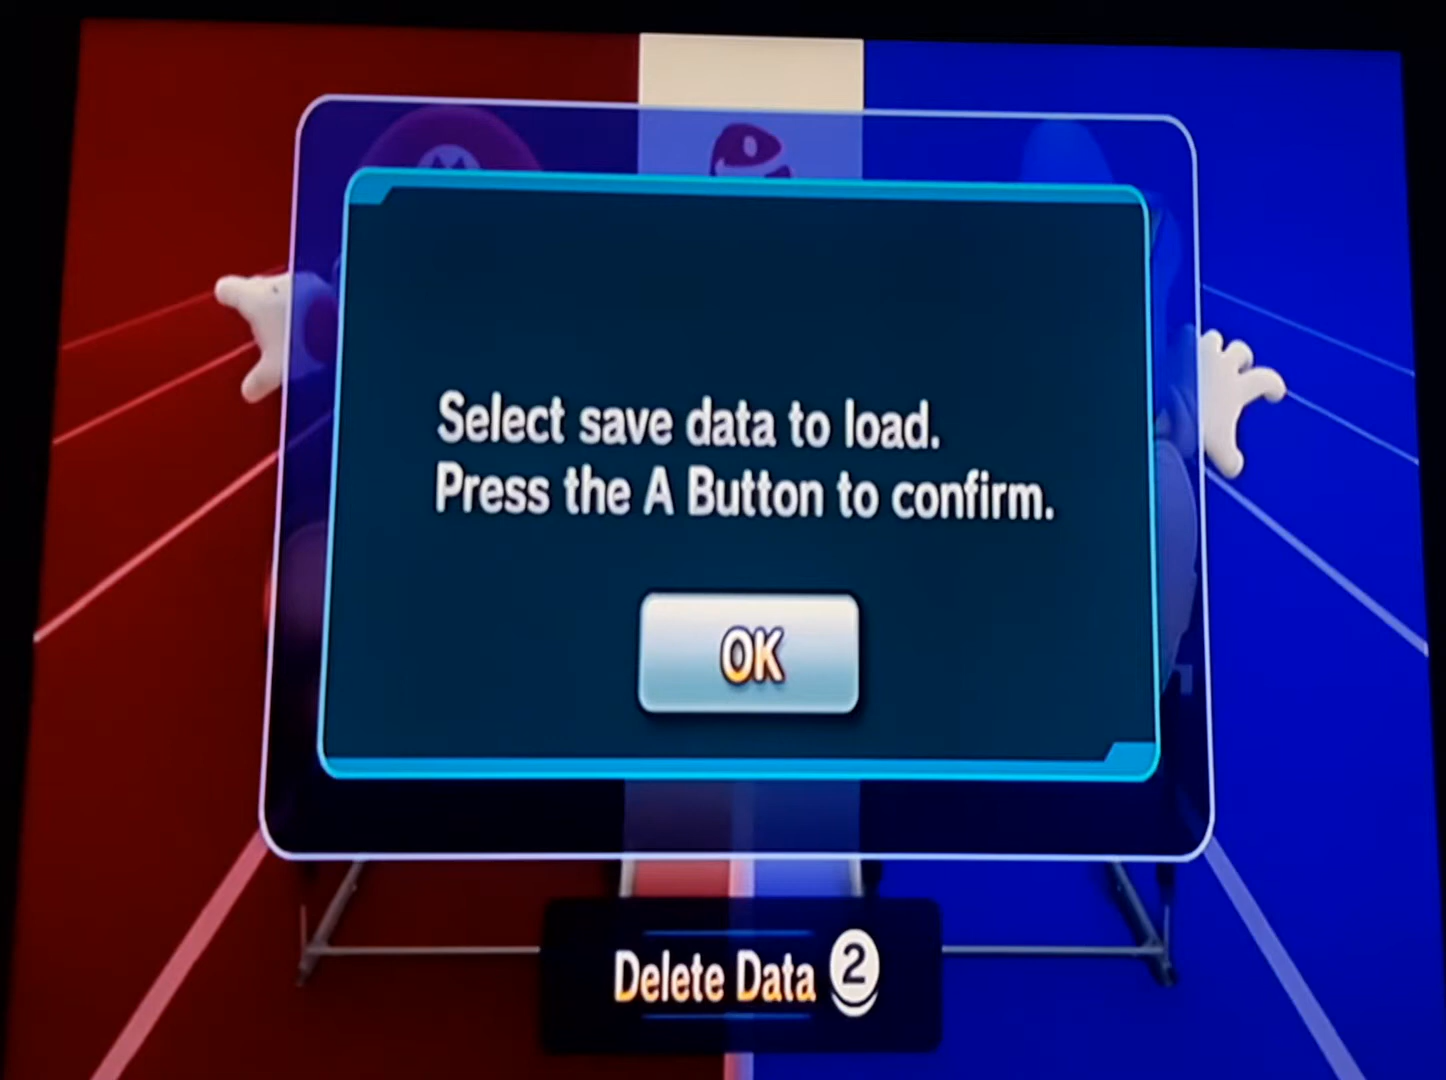 Select save data to load.
Press the A Button to confirm.
OK
Delete Data 2